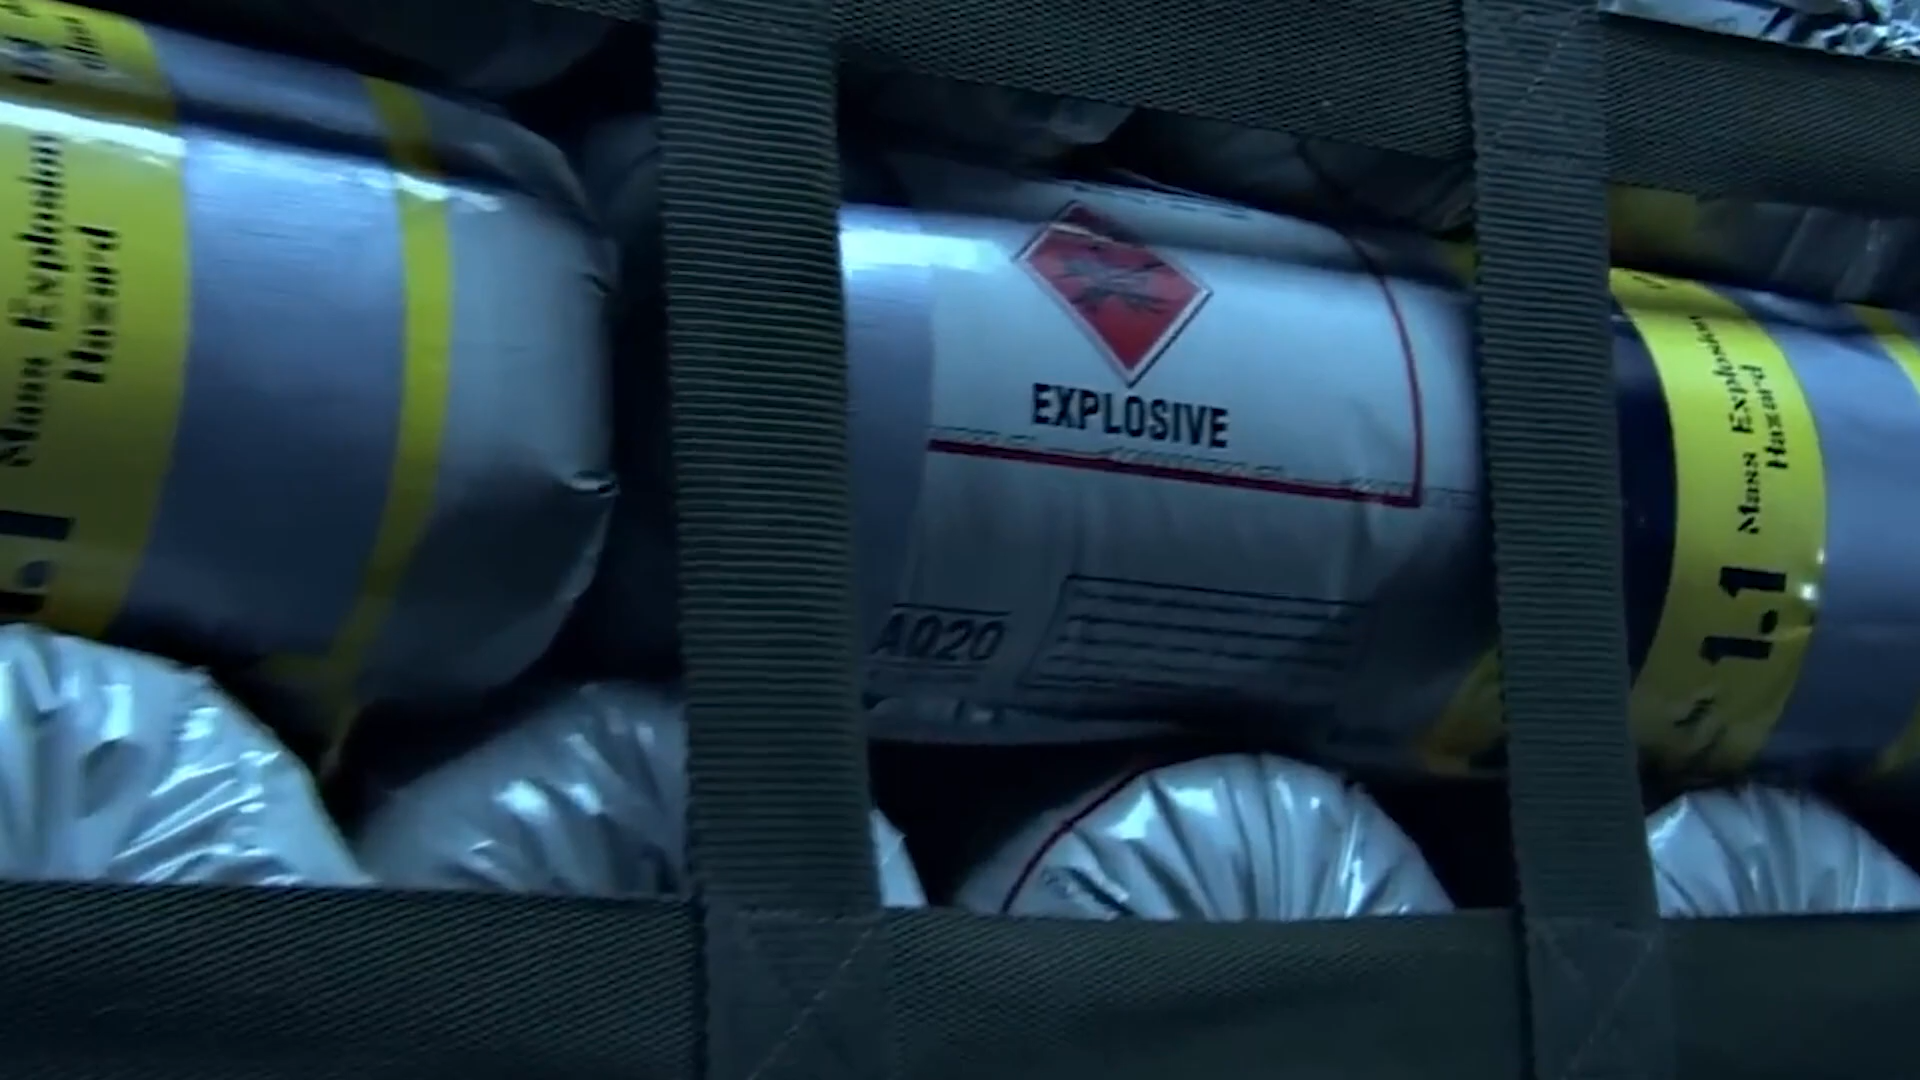 Mass Explosion
Hazard
1.1
EXPLOSIVE
A020
Mass Explosion
Hazard
1.1